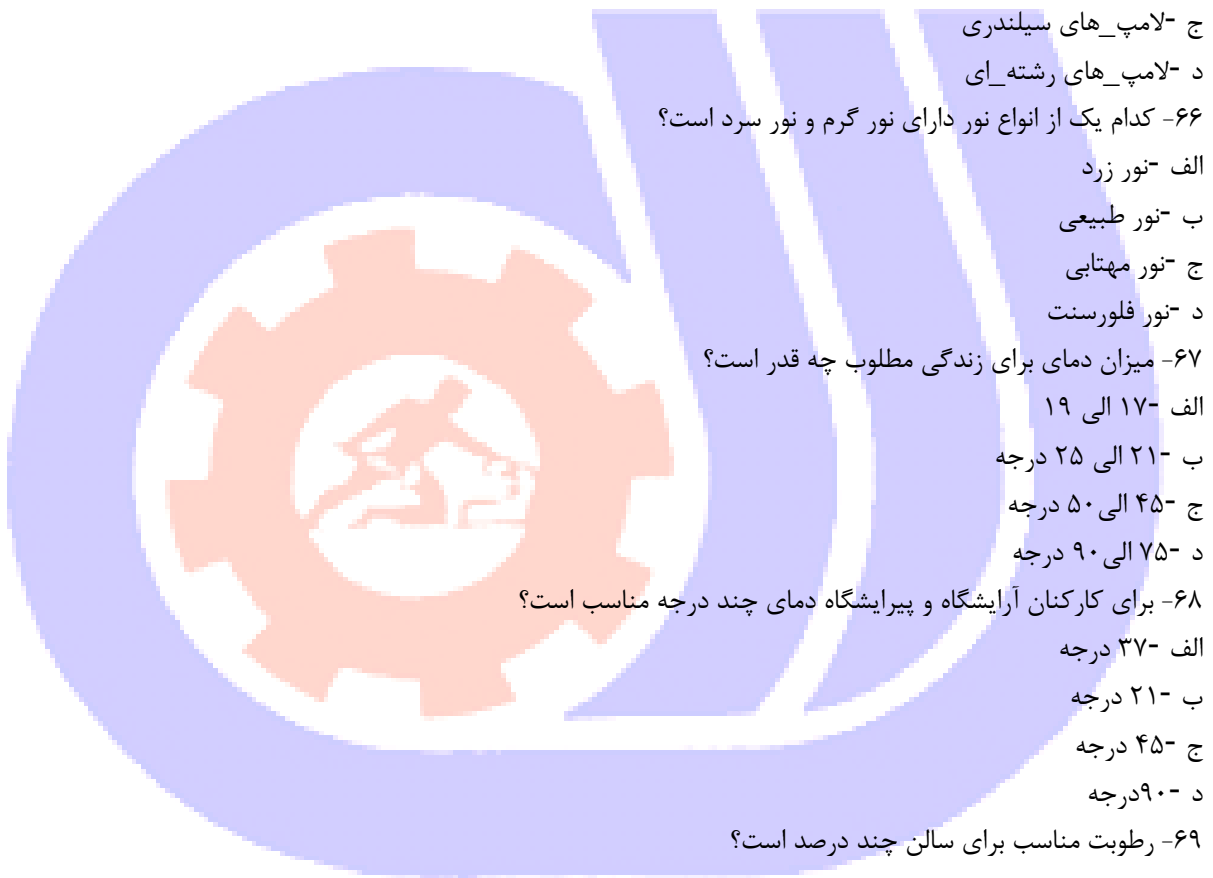 ج -لامپ_های سیلندری
د -لامپ_های رشته_ای
۶۶- کدام یک از انواع نور دارای نور گرم و نور سرد است؟
الف -نور زرد
ب -نور طبیعی
ج -نور مهتابی
د -نور فلورسنت
۶۷- میزان دمای برای زندگی مطلوب چه قدر است؟
الف -۱۷ الی ۱۹
ب -۲۱ الی ۲۵ درجه
ج -۴۵ الی۵۰ درجه
د -۷۵ الی۹۰ درجه
۶۸- برای کارکنان آرایشگاه و پیرایشگاه دمای چند درجه مناسب است؟
الف -۳۷ درجه
ب -۲۱ درجه
ج -۴۵ درجه
د -۹۰درجه
۶۹- رطوبت مناسب برای سالن چند درصد است؟